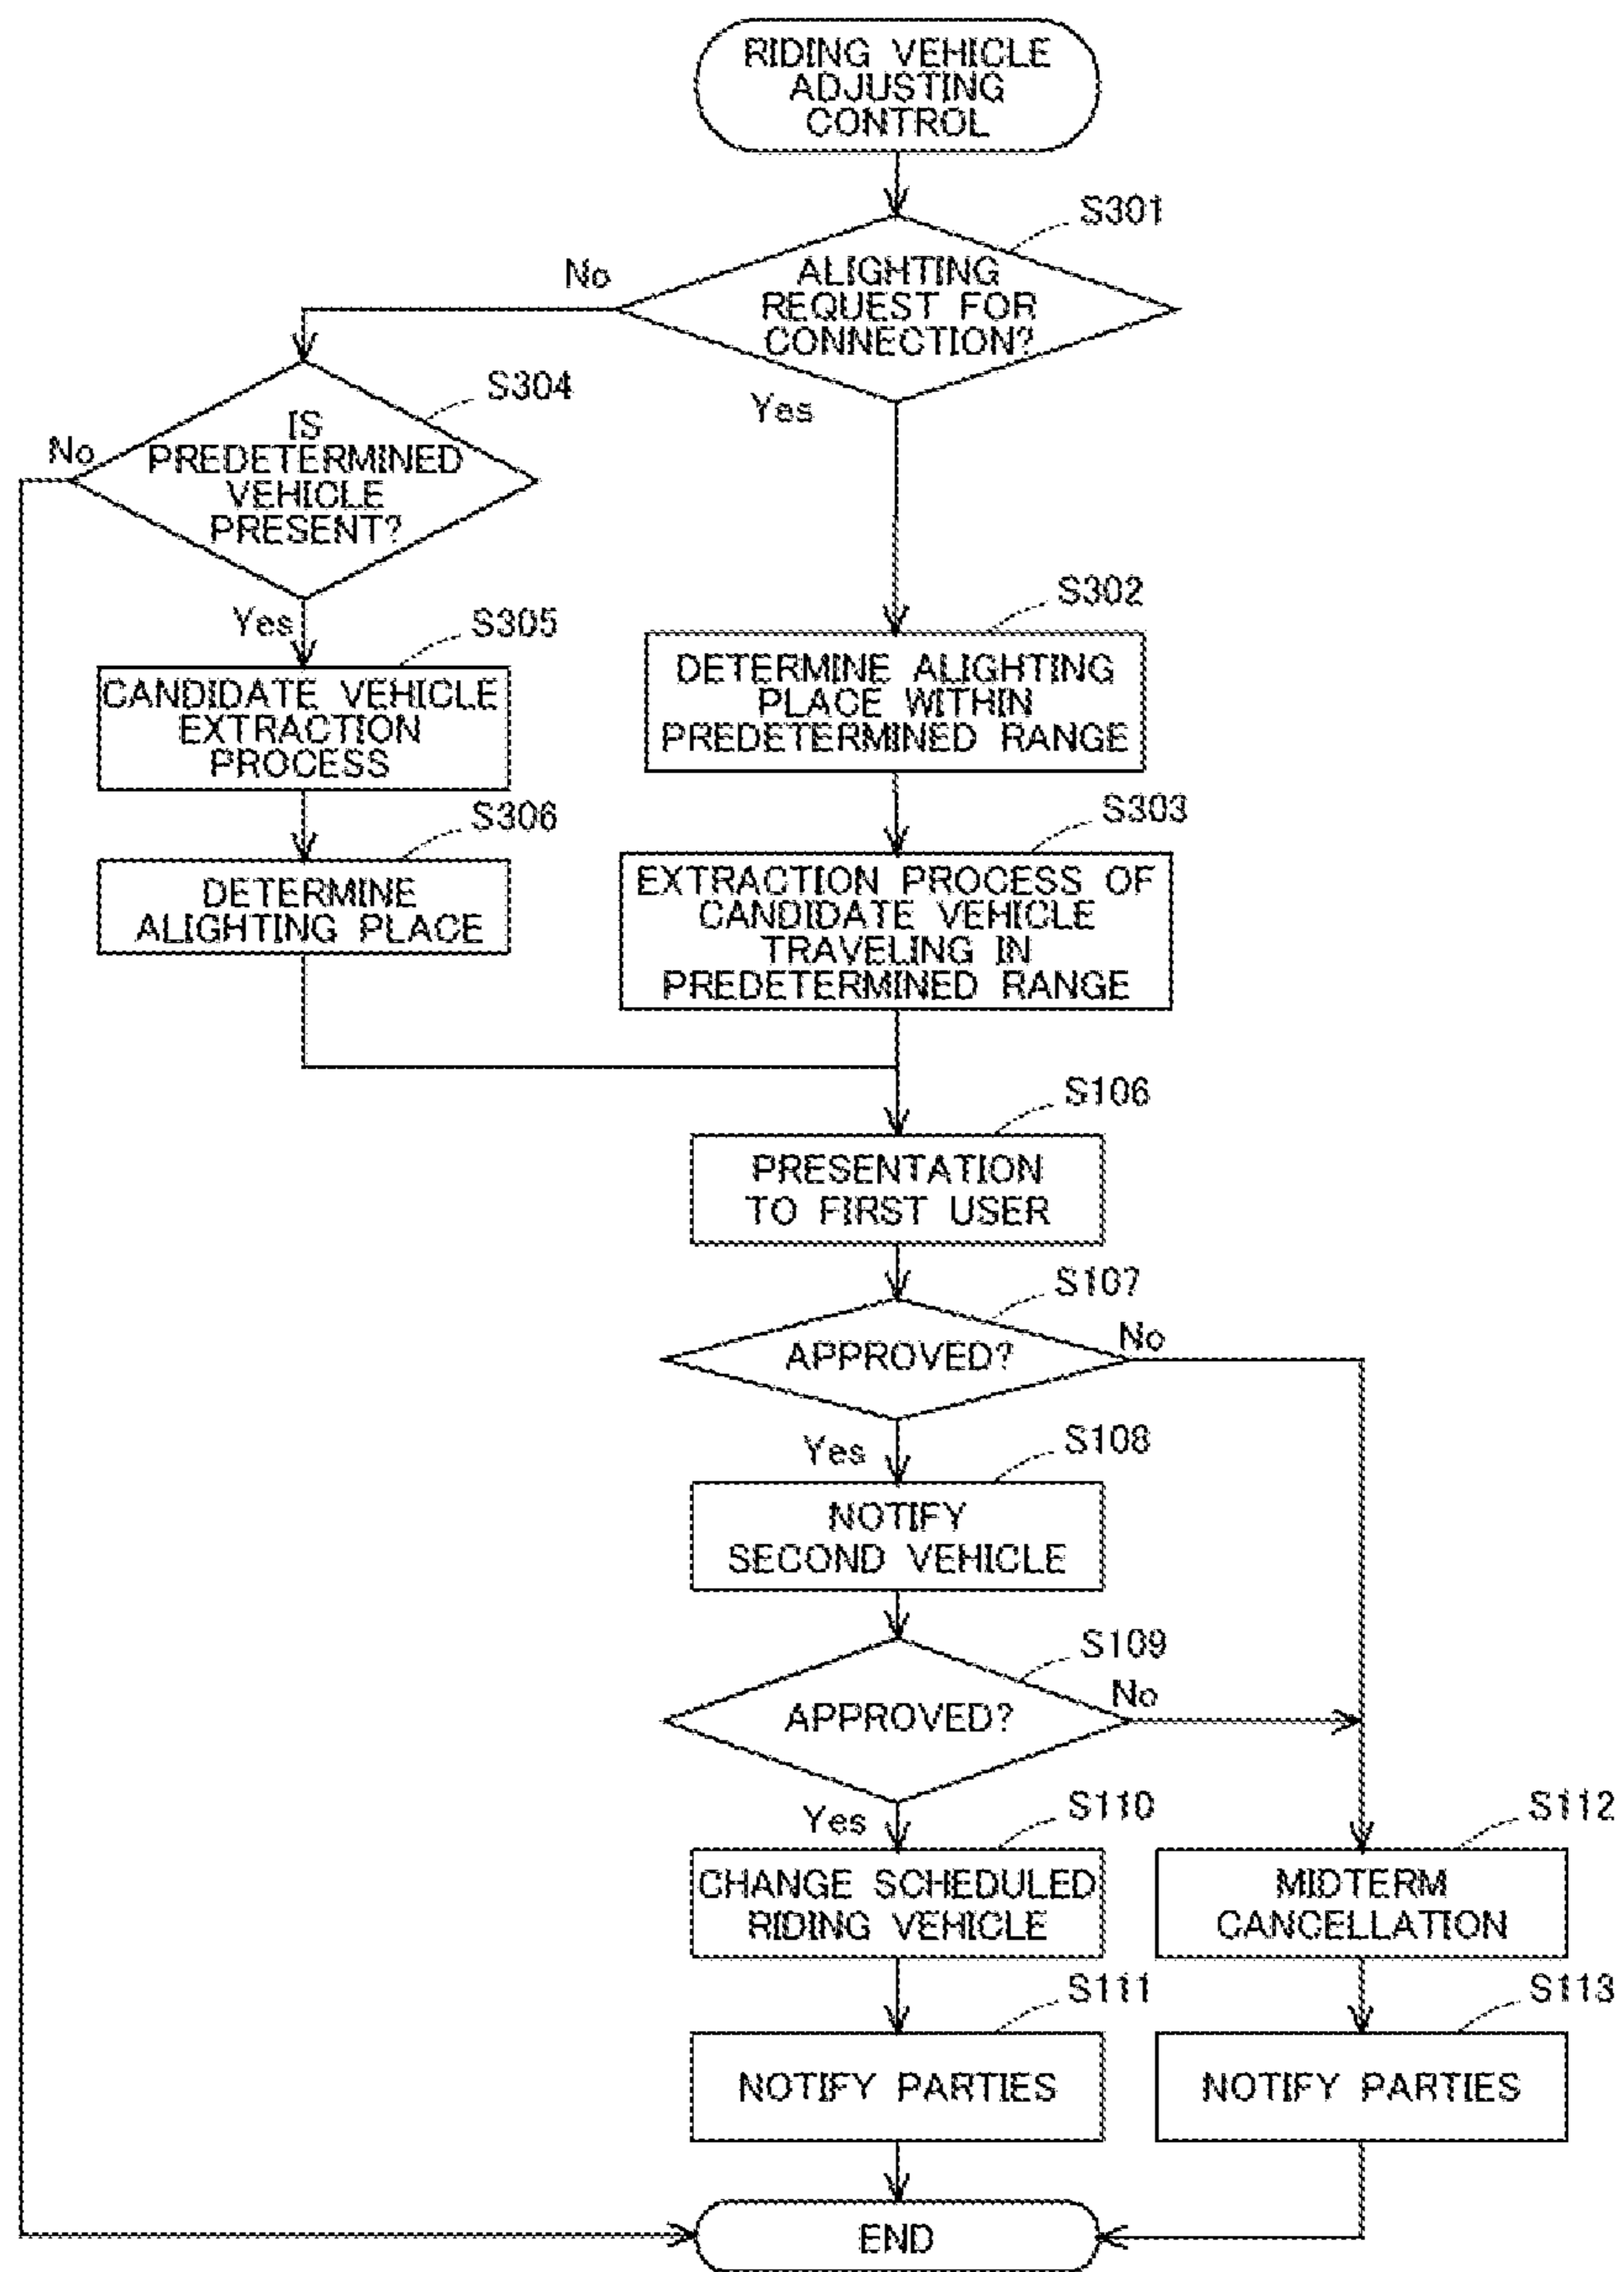 RIDING VEHICLE
ADJUSTING
CONTROL
S301
No
ALIGHTING
REQUEST FOR
CONNECTION?
Yes
S304
No
IS
PREDETERMINED
VEHICLE
PRESENT?
Yes
S305
CANDIDATE VEHICLE
EXTRACTION
PROCESS
S306
DETERMINE
ALIGHTING PLACE
S302
DETERMINE ALIGHTING
PLACE WITHIN
PREDETERMINED RANGE
S303
EXTRACTION PROCESS OF
CANDIDATE VEHICLE
TRAVELING IN
PREDETERMINED RANGE
S106
PRESENTATION
TO FIRST USER
S107
APPROVED?
No
Yes
S108
NOTIFY
SECOND VEHICLE
S109
APPROVED?
No
Yes
S110
CHANGE SCHEDULED
RIDING VEHICLE
S112
MIDTERM
CANCELLATION
S111
NOTIFY PARTIES
S113
NOTIFY PARTIES
END